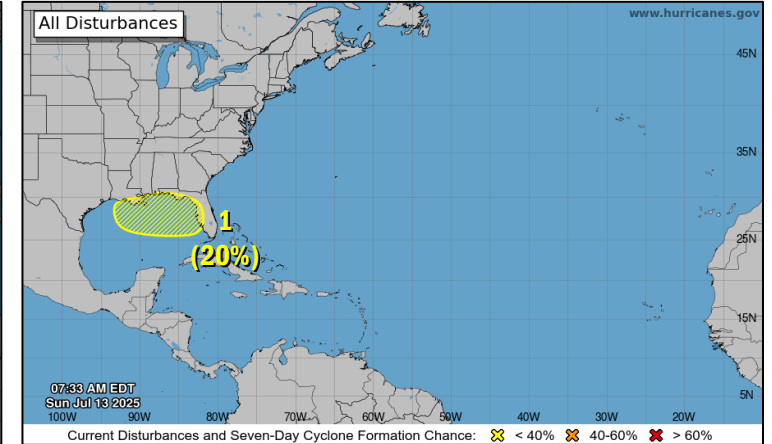 All Disturbances
www.hurricanes.gov
45N
35N
1
25N
(20%)
15N
07:33 AM EDT
Sun Jul 13 2025
5N
100W 90W 80W 70W 60W 50W 40W 30W 20W
Current Disturbances and Seven-Day Cyclone Formation Chance: < 40% 40-60% > 60%